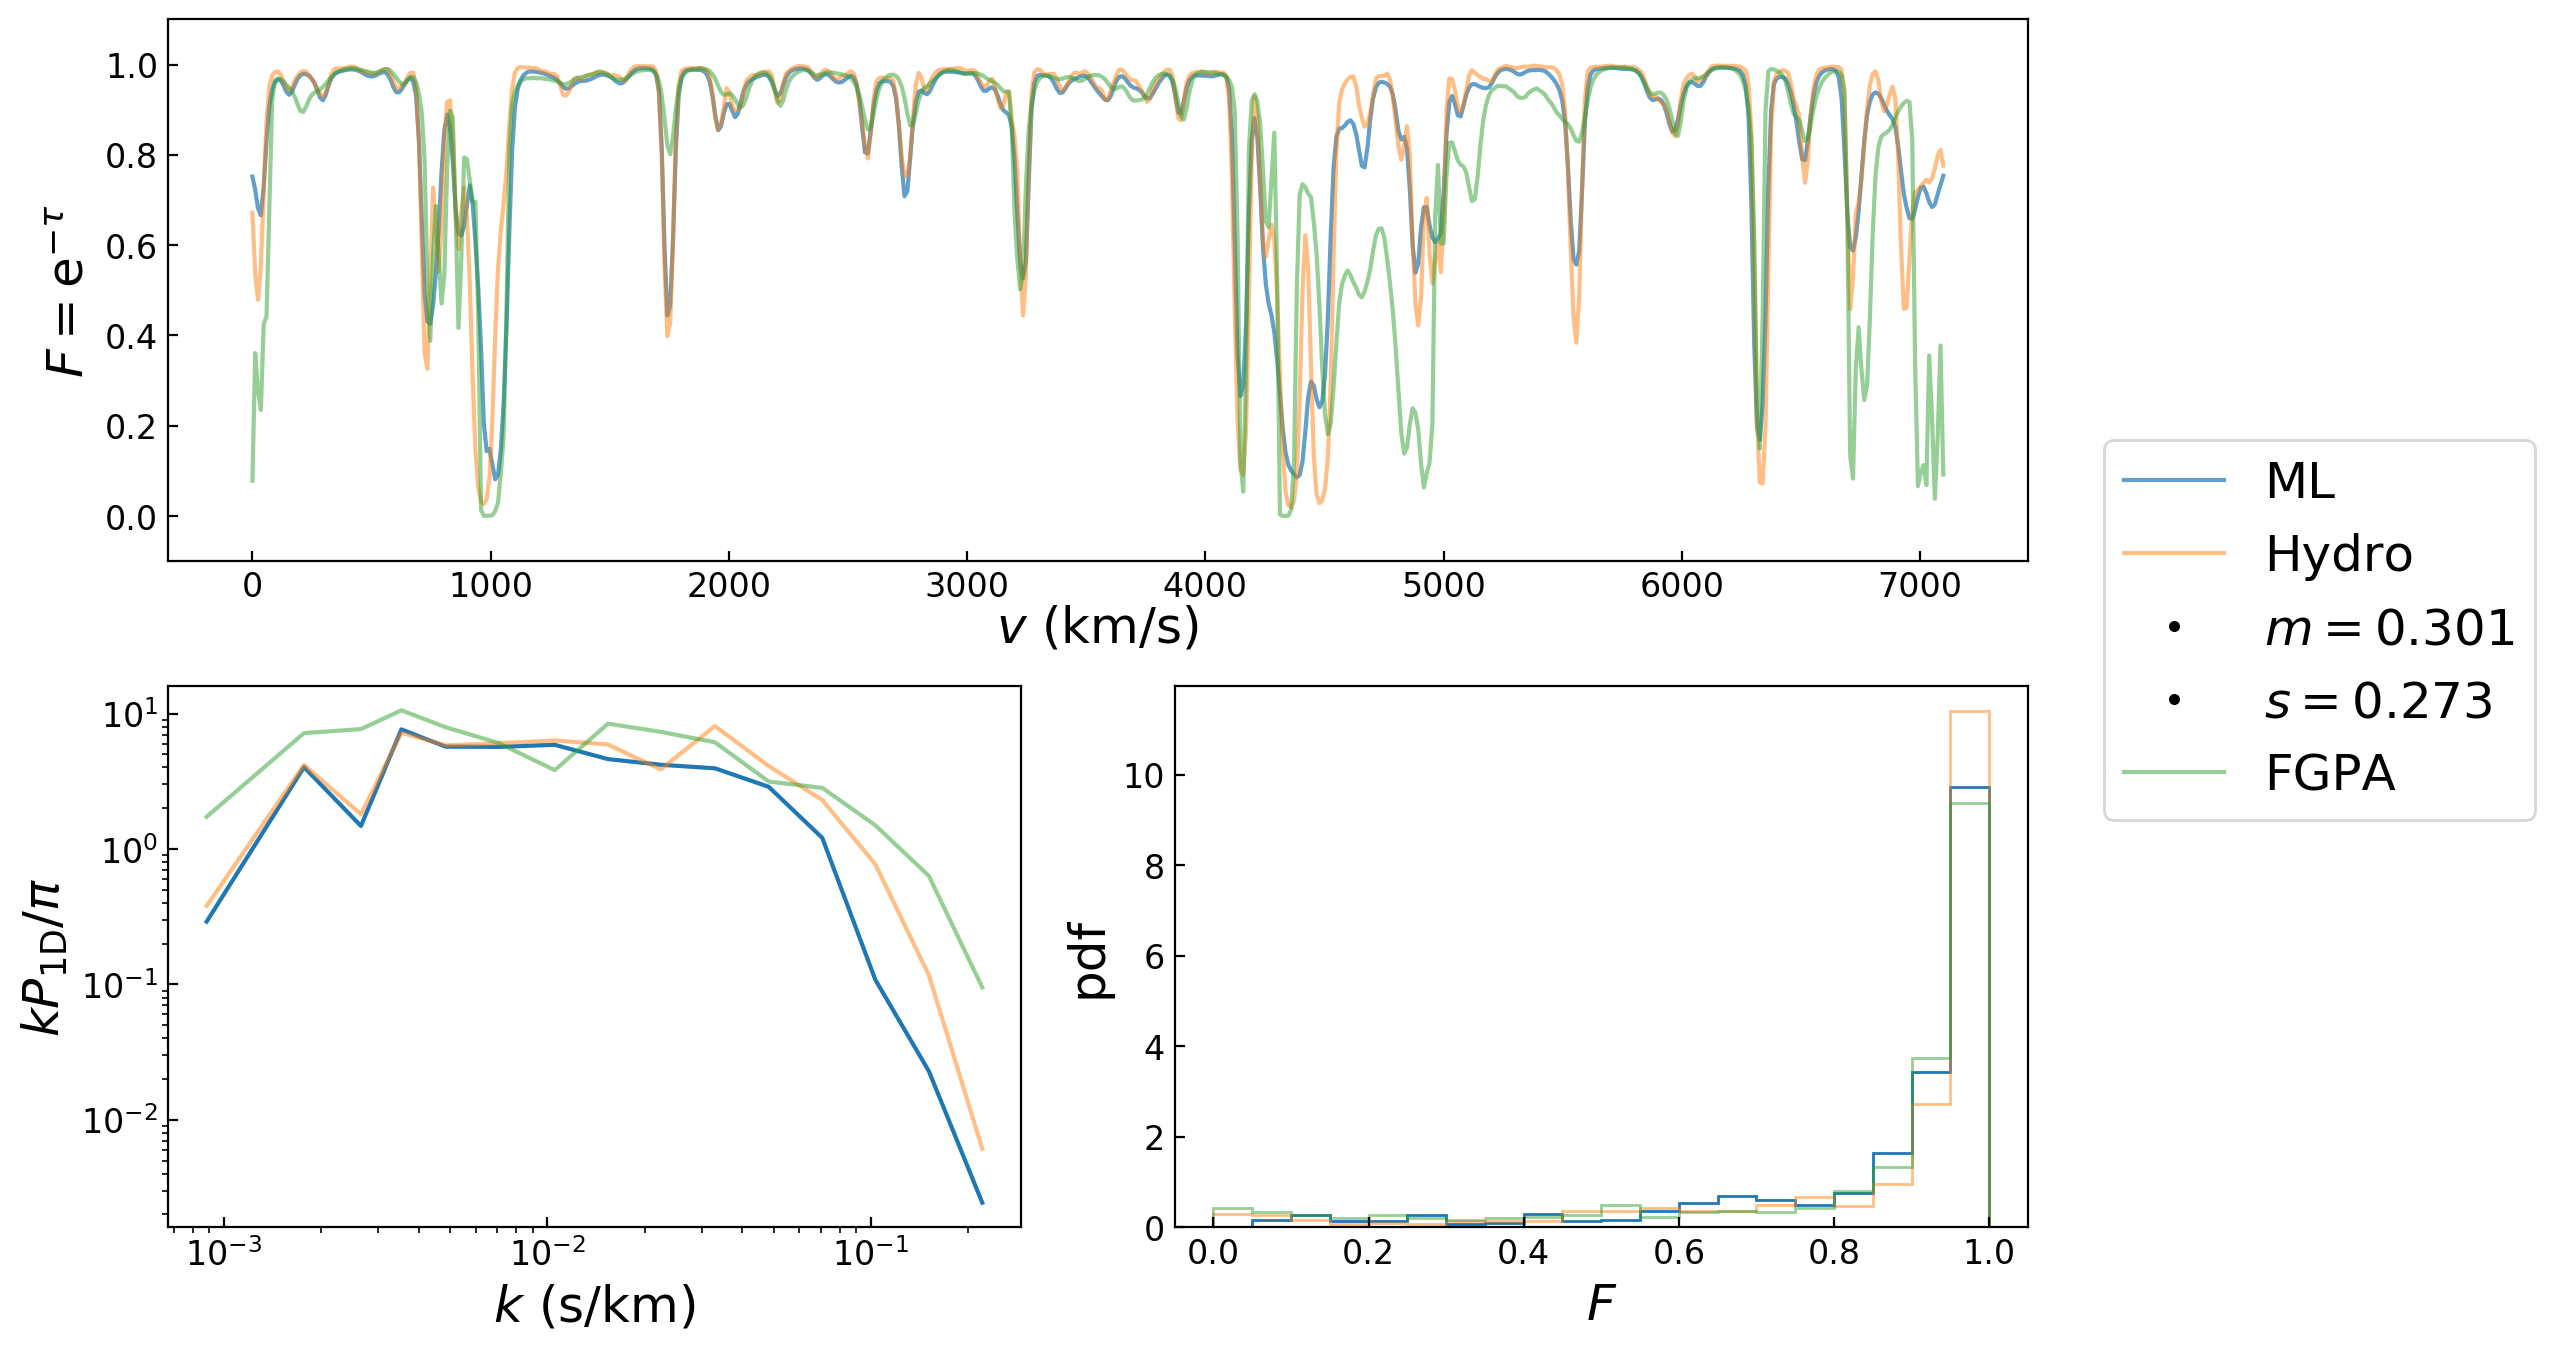 1.0
0.8
0.6
0.4
0.2
0.0
F = e^{−τ}
0 1000 2000 3000 4000 5000 6000 7000
v (km/s)
ML
Hydro
m = 0.301
s = 0.273
FGPA
10^1
10^0
10^{−1}
10^{−2}
kP_{1D}/π
10^{−3} 10^{−2} 10^{−1}
k (s/km)
10
8
6
4
2
0
pdf
0.0 0.2 0.4 0.6 0.8 1.0
F